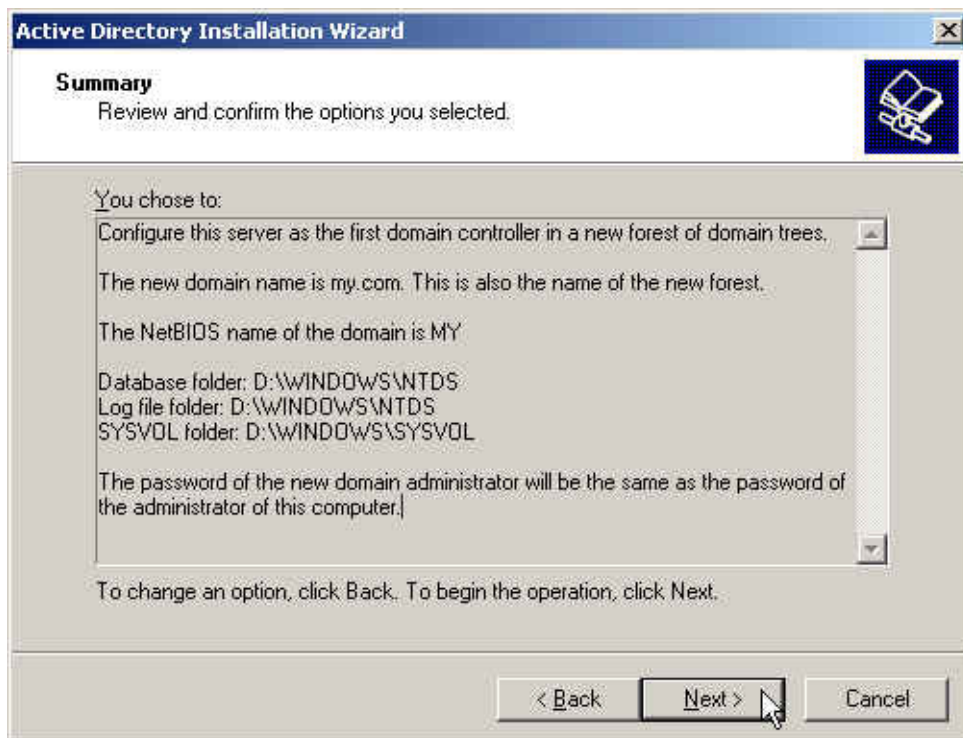 Active Directory Installation Wizard
Summary
Review and confirm the options you selected.
You chose to:
Configure this server as the first domain controller in a new forest of domain trees.
The new domain name is my.com. This is also the name of the new forest.
The NetBIOS name of the domain is MY
Database folder: D:\WINDOWS\NTDS
Log file folder: D:\WINDOWS\NTDS
SYSVOL folder: D:\WINDOWS\SYSVOL
The password of the new domain administrator will be the same as the password of
the administrator of this computer.
To change an option, click Back. To begin the operation, click Next.
< Back Next > Cancel